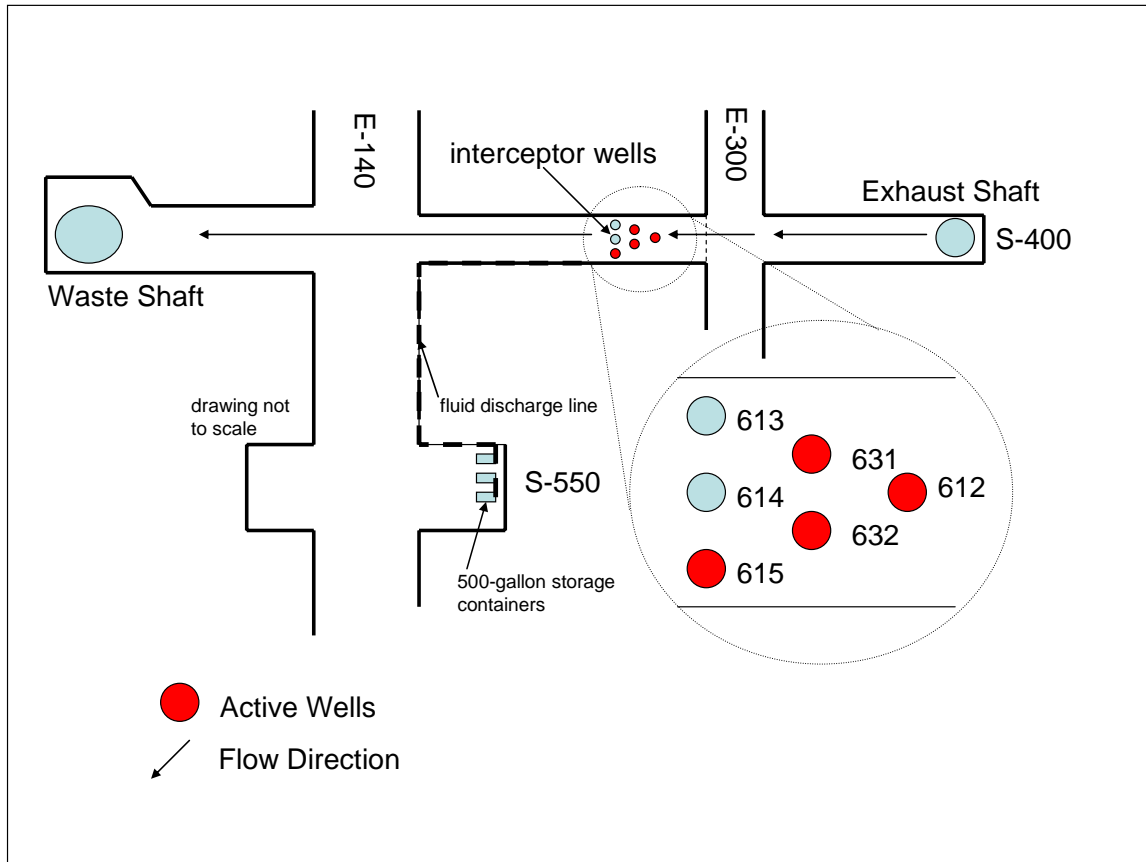 E-140
E-300
interceptor wells
Exhaust Shaft
S-400
Waste Shaft
drawing not
to scale
fluid discharge line
S-550
500-gallon storage
containers
613
631
612
614
632
615
Active Wells
Flow Direction